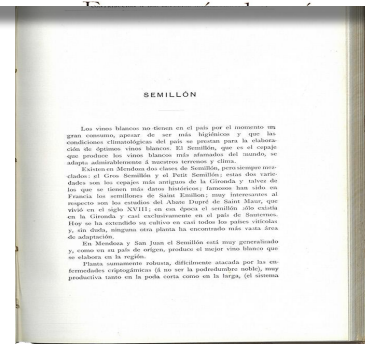 SEMILLÓN
Los vinos blancos no tienen en el país por el momento un
gran consumo, apesar de ser más higiénicos y que las
condiciones climatológicas del país se prestan para la elabora-
ción de óptimos vinos blancos. El Semillón, que es el cepaje
que produce los vinos blancos más afamados del mundo, se
adapta admirablemente á nuestros terrenos y clima.
Existen en Mendoza dos clases de Semillón, pero siempre mez-
cladas: el Gros Semillón y el Petit Semillón; estas dos varie-
dades son los cepajes más antiguos de la Gironda y talvez de
los que se tienen más datos históricos; famosos han sido en
Francia los semillones de Saint Emilion; muy interesantes al
respecto son los estudios del Abate Dupré de Saint Maur, que
vivió en el siglo XVIII; en esa época el semillón sólo existía
en la Gironda y casi exclusivamente en el país de Sauternes.
Hoy se ha extendido su cultivo en casi todos los países vitícolas
y, sin duda, ninguna otra planta ha encontrado más vasta área
de adaptación.
En Mendoza y San Juan el Semillón está muy generalizado
y, como en su país de origen, produce el mejor vino blanco que
se elabora en la región.
Planta sumamente robusta, difícilmente atacada por las en-
fermedades criptogámicas (á no ser la podredumbre noble), muy
productiva tanto en la poda corta como en la larga, (el sistema